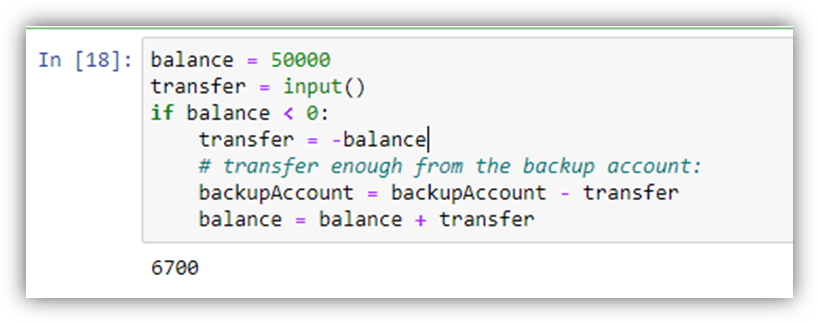 In [18]: balance = 50000
transfer = input()
if balance < 0:
    transfer = -balance
    # transfer enough from the backup account:
    backupAccount = backupAccount - transfer
    balance = balance + transfer
6700